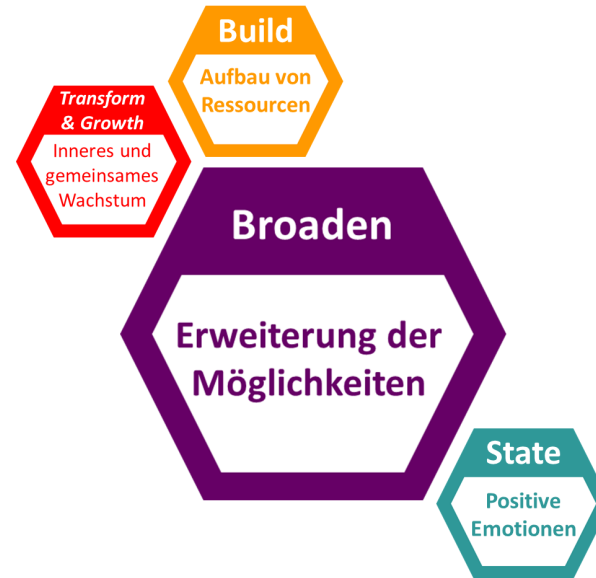 Build
Aufbau von
Ressourcen
Transform
& Growth
Inneres und
gemeinsames
Wachstum
Broaden
Erweiterung der
Möglichkeiten
State
Positive
Emotionen